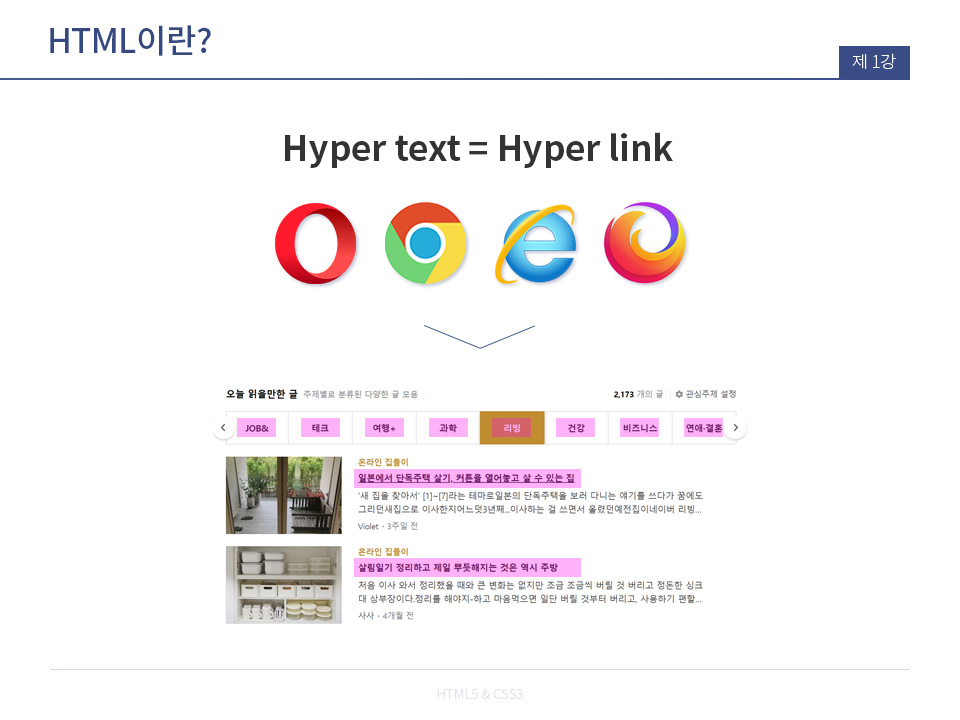 HTML이란?
제 1강
Hyper text = Hyper link
오늘 읽을만한 글 주제별로 분류된 다양한 글 모음
2,173 개의 글 관심주제 설정
JOB& 테크 여행+ 과학 리빙 건강 비즈니스 연애·결혼
온라인 집들이
일본에서 단독주택 살기, 커튼을 열어놓고 살 수 있는 집
'새 집을 찾아서' [1]~[7]라는 테마로일본의 단독주택을 보러 다니는 얘기를 쓰다가 꿈에도
그리던새집으로 이사한지어느덧3년째...이사하는 걸 쓰면서 올렸던예전집이네이버 리빙...
Violet · 3주일 전
온라인 집들이
살림일기 정리하고 제일 뿌듯해지는 것은 역시 주방
처음 이사 와서 정리했을 때와 큰 변화는 없지만 조금 조금씩 버릴 것 버리고 정돈한 싱크
대 상부장이다.정리를 해야지-하고 마음먹으면 일단 버릴 것부터 버리고, 사용하기 편할...
사사 · 4개월 전
HTML5 & CSS3